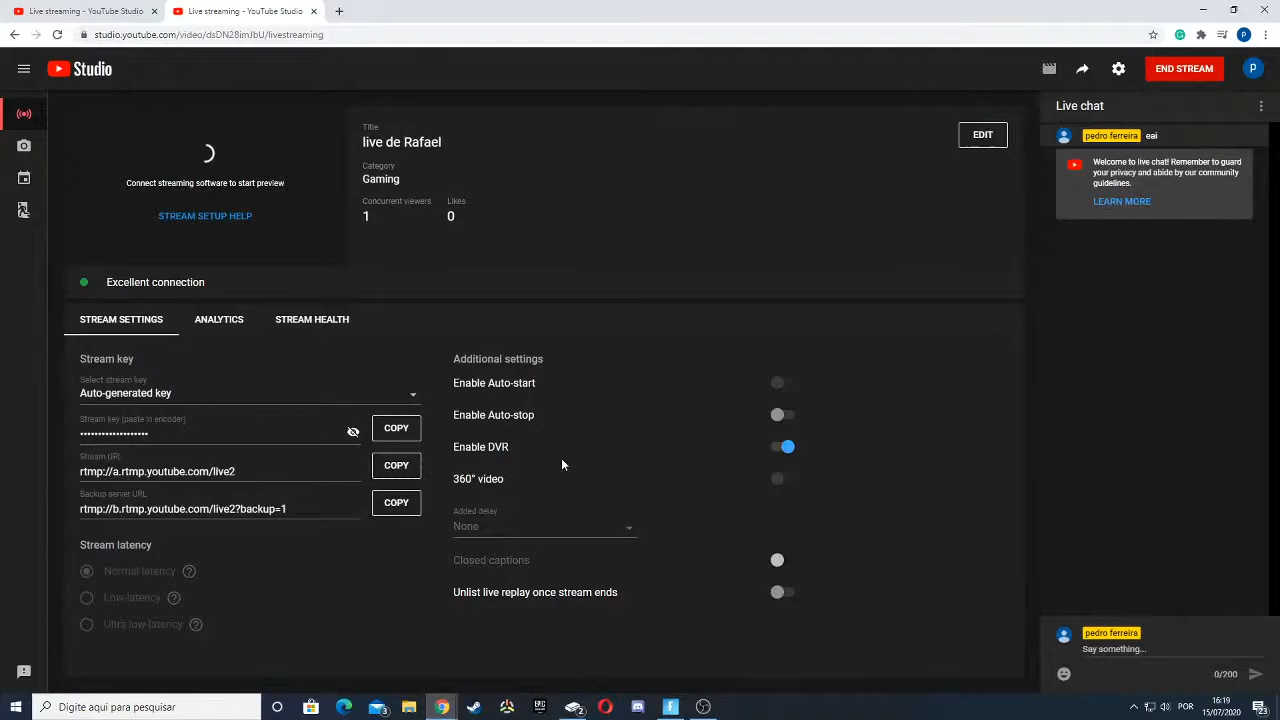 Live streaming - YouTube Studio
Live streaming - YouTube Studio
studio.youtube.com/video/dsDN28imJbU/livestreaming
P
Studio
END STREAM
P
Connect streaming software to start preview
STREAM SETUP HELP
Title
live de Rafael
EDIT
Category
Gaming
Concurrent viewers
Likes
1
0
Excellent connection
STREAM SETTINGS
ANALYTICS
STREAM HEALTH
Stream key
Select stream key
Auto-generated key
Stream key (paste in encoder)
•••••••••••••••••••
COPY
Stream URL
rtmp://a.rtmp.youtube.com/live2
COPY
Backup server URL
rtmp://b.rtmp.youtube.com/live2?backup=1
COPY
Stream latency
Normal latency
Low-latency
Ultra low-latency
Additional settings
Enable Auto-start
Enable Auto-stop
Enable DVR
360° video
Added delay
None
Closed captions
Unlist live replay once stream ends
Live chat
pedro ferreira eai
Welcome to live chat! Remember to guard
your privacy and abide by our community
guidelines.
LEARN MORE
pedro ferreira
Say something...
0/200
Digite aqui para pesquisar
3
EPIC
2
POR
16:19
15/07/2020
23